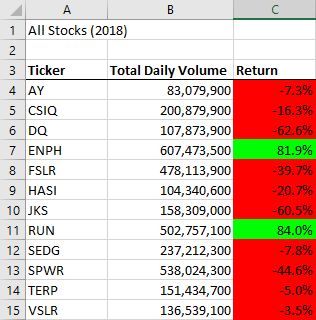 A B C
1 All Stocks (2018)
2
3 Ticker Total Daily Volume Return
4 AY 83,079,900 -7.3%
5 CSIQ 200,879,900 -16.3%
6 DQ 107,873,900 -62.6%
7 ENPH 607,473,500 81.9%
8 FSLR 478,113,900 -39.7%
9 HASI 104,340,600 -20.7%
10 JKS 158,309,000 -60.5%
11 RUN 502,757,100 84.0%
12 SEDG 237,212,300 -7.8%
13 SPWR 538,024,300 -44.6%
14 TERP 151,434,700 -5.0%
15 VSLR 136,539,100 -3.5%